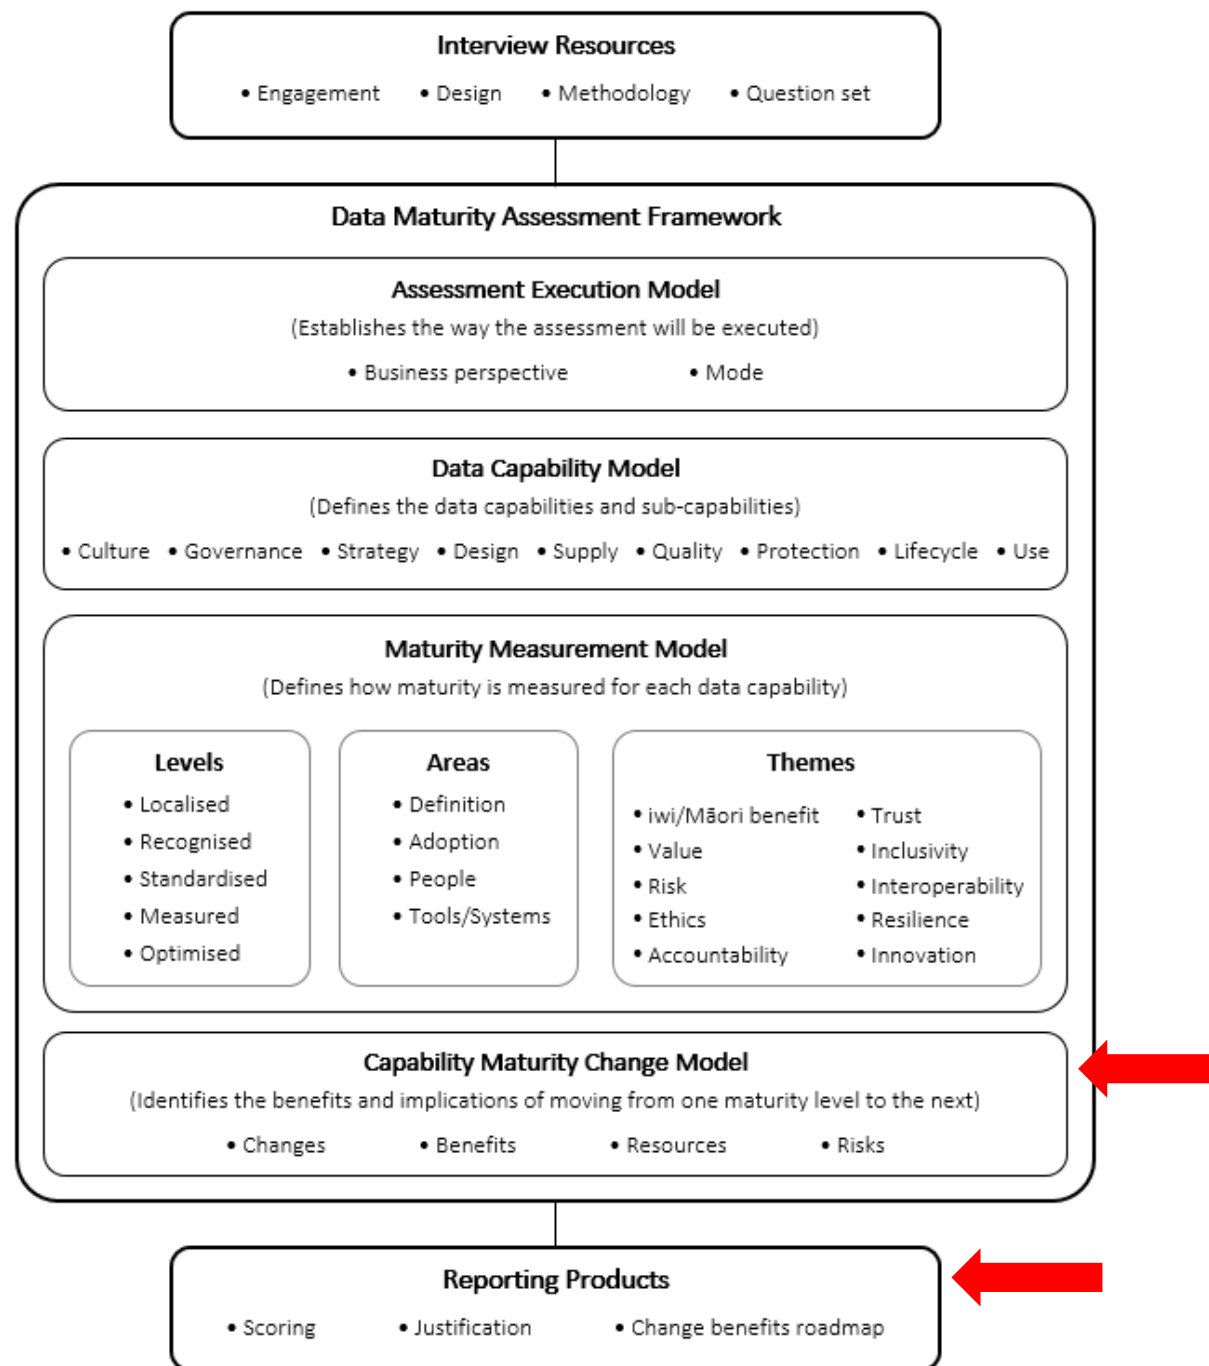 Interview Resources
• Engagement • Design • Methodology • Question set
Data Maturity Assessment Framework
Assessment Execution Model
(Establishes the way the assessment will be executed)
• Business perspective • Mode
Data Capability Model
(Defines the data capabilities and sub-capabilities)
• Culture • Governance • Strategy • Design • Supply • Quality • Protection • Lifecycle • Use
Maturity Measurement Model
(Defines how maturity is measured for each data capability)
Levels
• Localised
• Recognised
• Standardised
• Measured
• Optimised
Areas
• Definition
• Adoption
• People
• Tools/Systems
Themes
• iwi/Māori benefit
• Value
• Risk
• Ethics
• Accountability
• Trust
• Inclusivity
• Interoperability
• Resilience
• Innovation
Capability Maturity Change Model
(Identifies the benefits and implications of moving from one maturity level to the next)
• Changes • Benefits • Resources • Risks
Reporting Products
• Scoring • Justification • Change benefits roadmap